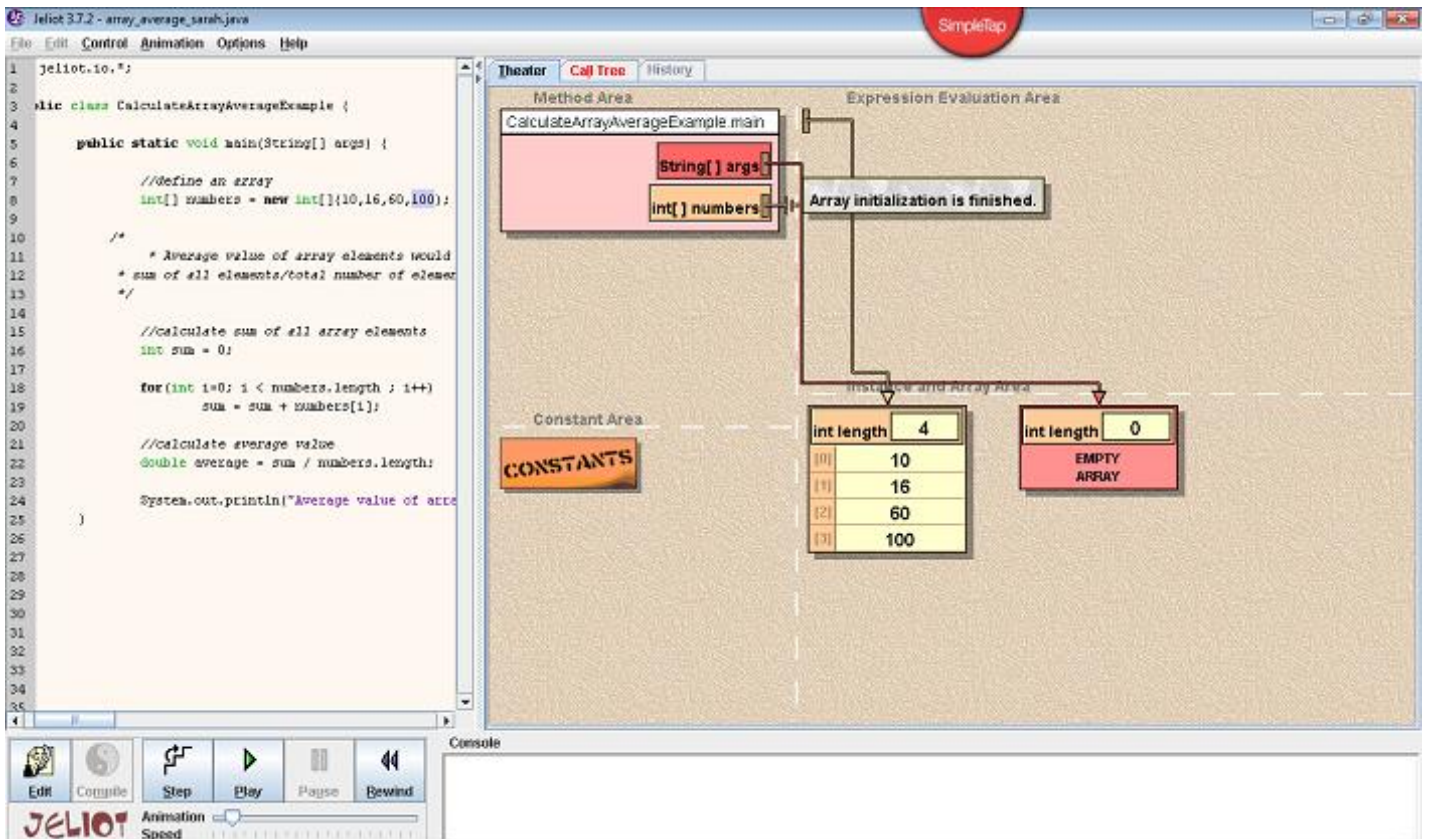 Jeliot 3.7.2 - array_average_sarah.java
SimpleTap
File Edit Control Animation Options Help
1 jeliot.io.*;
2
3 blic class CalculateArrayAverageExample {
4
5 public static void main(String[] args) {
6
7 //define an array
8 int[] numbers = new int[]{10,16,60,100};
9
10 /*
11 * Average value of array elements would
12 * sum of all elements/total number of elemen
13 */
14
15 //calculate sum of all array elements
16 int sum = 0;
17
18 for(int i=0; i < numbers.length ; i++)
19 sum = sum + numbers[i];
20
21 //calculate average value
22 double average = sum / numbers.length;
23
24 System.out.println("Average value of arra
25 }
26
27
28
29
30
31
32
33
34
35
Theater Call Tree History
Method Area
Expression Evaluation Area
CalculateArrayAverageExample.main
String[ ] args
int[ ] numbers
Array initialization is finished.
Instance and Array Area
Constant Area
CONSTANTS
int length 4
[0] 10
[1] 16
[2] 60
[3] 100
int length 0
EMPTY
ARRAY
Edit Compile Step Play Pause Rewind
JELIOT
Animation
Speed
Console